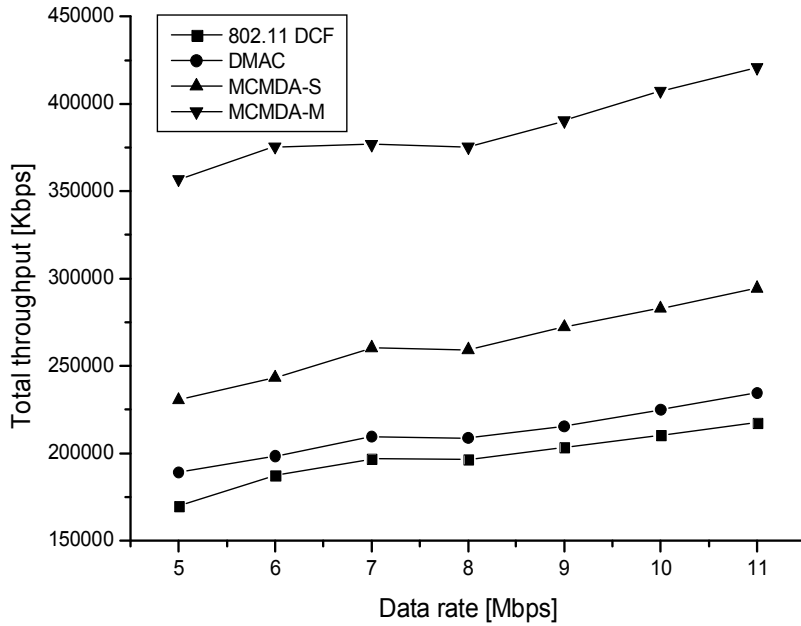 802.11 DCF
DMAC
MCMDA-S
MCMDA-M
Total throughput [Kbps]
450000
400000
350000
300000
250000
200000
150000
5 6 7 8 9 10 11
Data rate [Mbps]